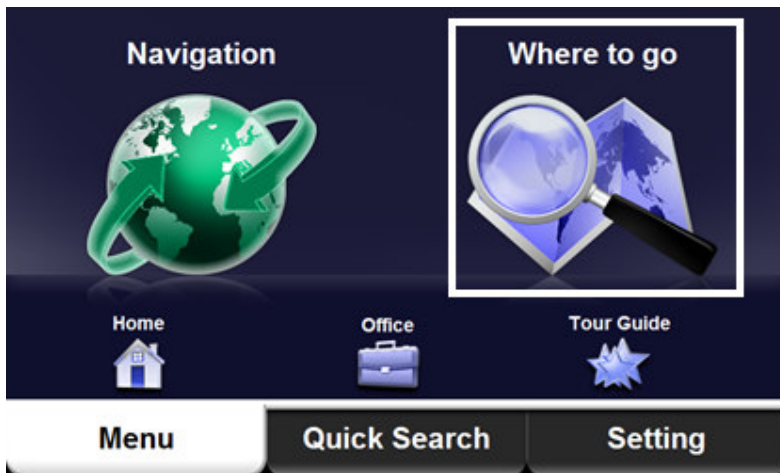 Navigation
Where to go
Home
Office
Tour Guide
Menu
Quick Search
Setting